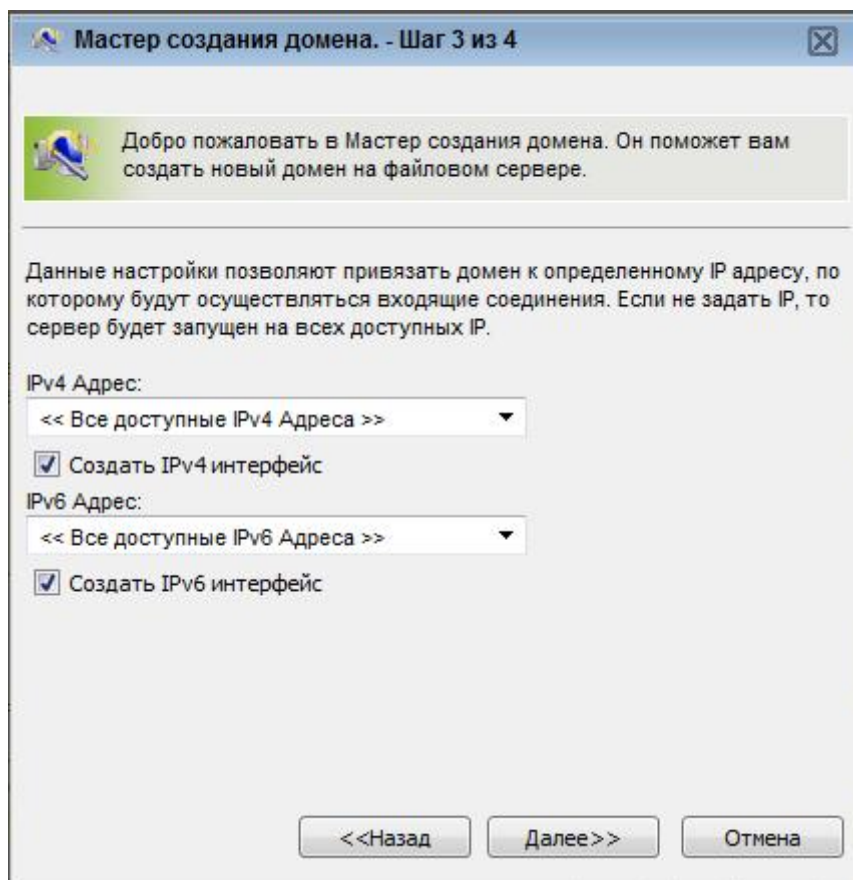 Мастер создания домена. - Шаг 3 из 4
Добро пожаловать в Мастер создания домена. Он поможет вам
создать новый домен на файловом сервере.
Данные настройки позволяют привязать домен к определенному IP адресу, по
которому будут осуществляться входящие соединения. Если не задать IP, то
сервер будет запущен на всех доступных IP.
IPv4 Адрес:
<< Все доступные IPv4 Адреса >>
Создать IPv4 интерфейс
IPv6 Адрес:
<< Все доступные IPv6 Адреса >>
Создать IPv6 интерфейс
<<Назад Далее>> Отмена